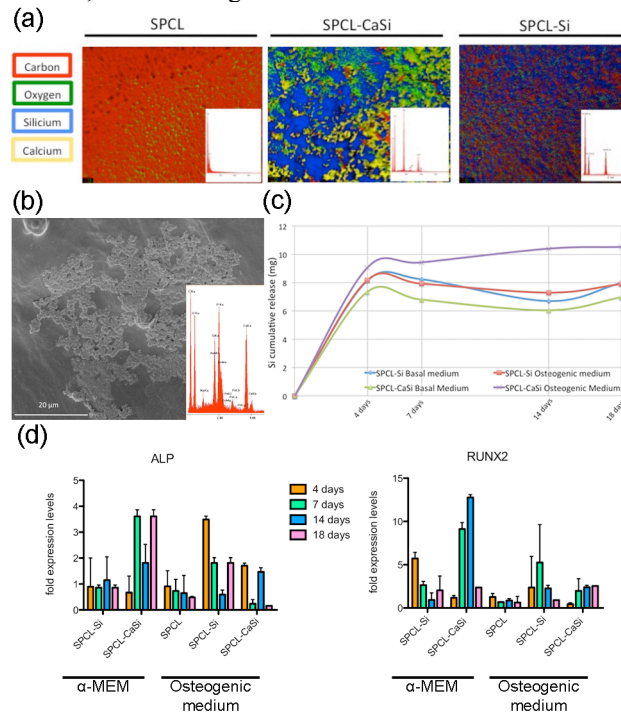 (a)
SPCL
SPCL-CaSi
SPCL-Si
Carbon
Oxygen
Silicium
Calcium
(b)
20 µm
(c)
12
10
8
6
4
2
0
Si cumulative release (mg)
SPCL-Si Basal medium
SPCL-Si Osteogenic medium
SPCL-CaSi Basal Medium
SPCL-CaSi Osteogenic Medium
4 days
7 days
14 days
18 days
(d)
ALP
fold expression levels
5
4
3
2
1
0
SPCL-Si
SPCL-CaSi
SPCL
SPCL-Si
SPCL-CaSi
α-MEM
Osteogenic
medium
4 days
7 days
14 days
18 days
RUNX2
fold expression levels
15
10
5
0
SPCL-Si
SPCL-CaSi
SPCL
SPCL-Si
SPCL-CaSi
α-MEM
Osteogenic
medium